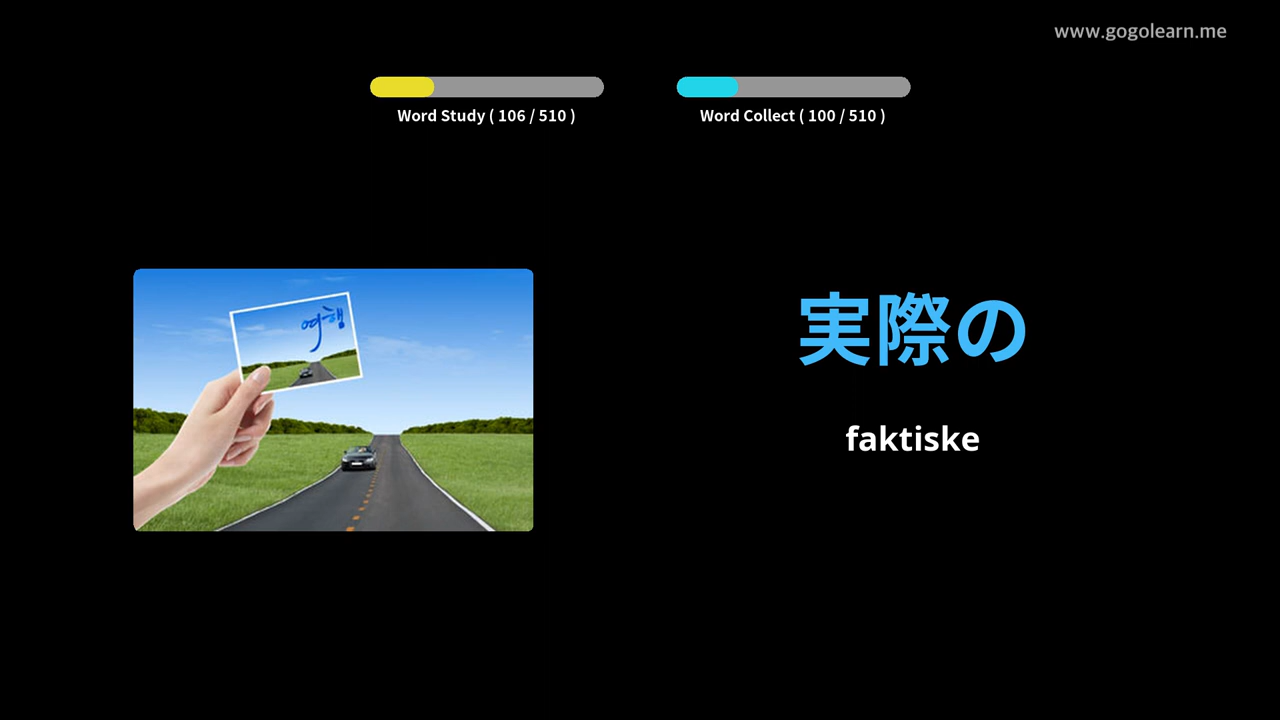 www.gogolearn.me
Word Study ( 106 / 510 )
Word Collect ( 100 / 510 )
여행
実際の
faktiske